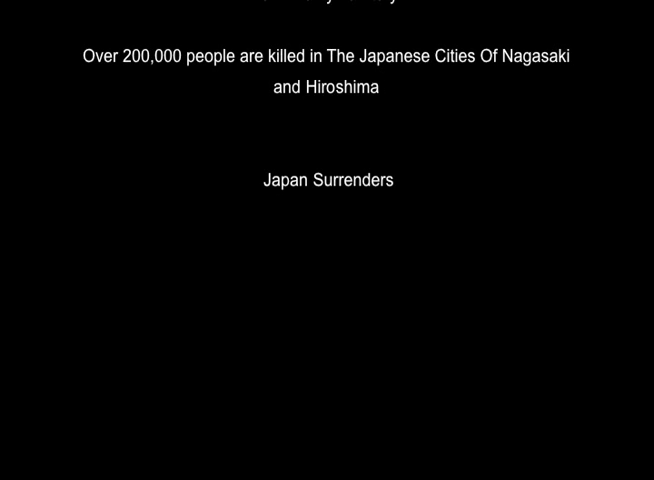 Over 200,000 people are killed in The Japanese Cities Of Nagasaki
and Hiroshima
Japan Surrenders